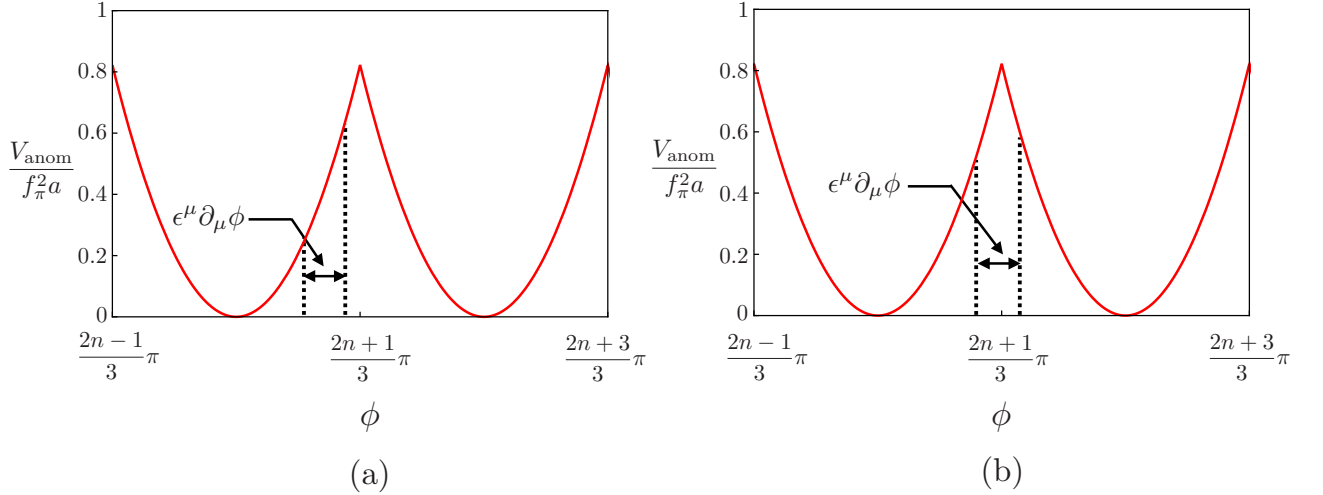 1
0.8
0.6
0.4
0.2
0
V_anom / f_π^2 a
ϵ^μ ∂_μ ϕ
(2n − 1)/3 π
(2n + 1)/3 π
(2n + 3)/3 π
ϕ
(a)
1
0.8
0.6
0.4
0.2
0
V_anom / f_π^2 a
ϵ^μ ∂_μ ϕ
(2n − 1)/3 π
(2n + 1)/3 π
(2n + 3)/3 π
ϕ
(b)